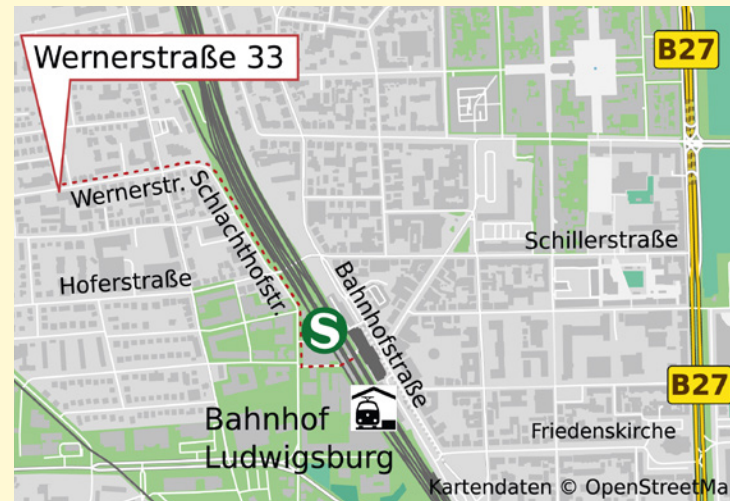 B27
Wernerstraße 33
Wernerstr.
Schlachthofstr.
Schillerstraße
Hoferstraße
Bahnhofstraße
S
B27
Bahnhof
Ludwigsburg
Friedenskirche
Kartendaten © OpenStreetMa